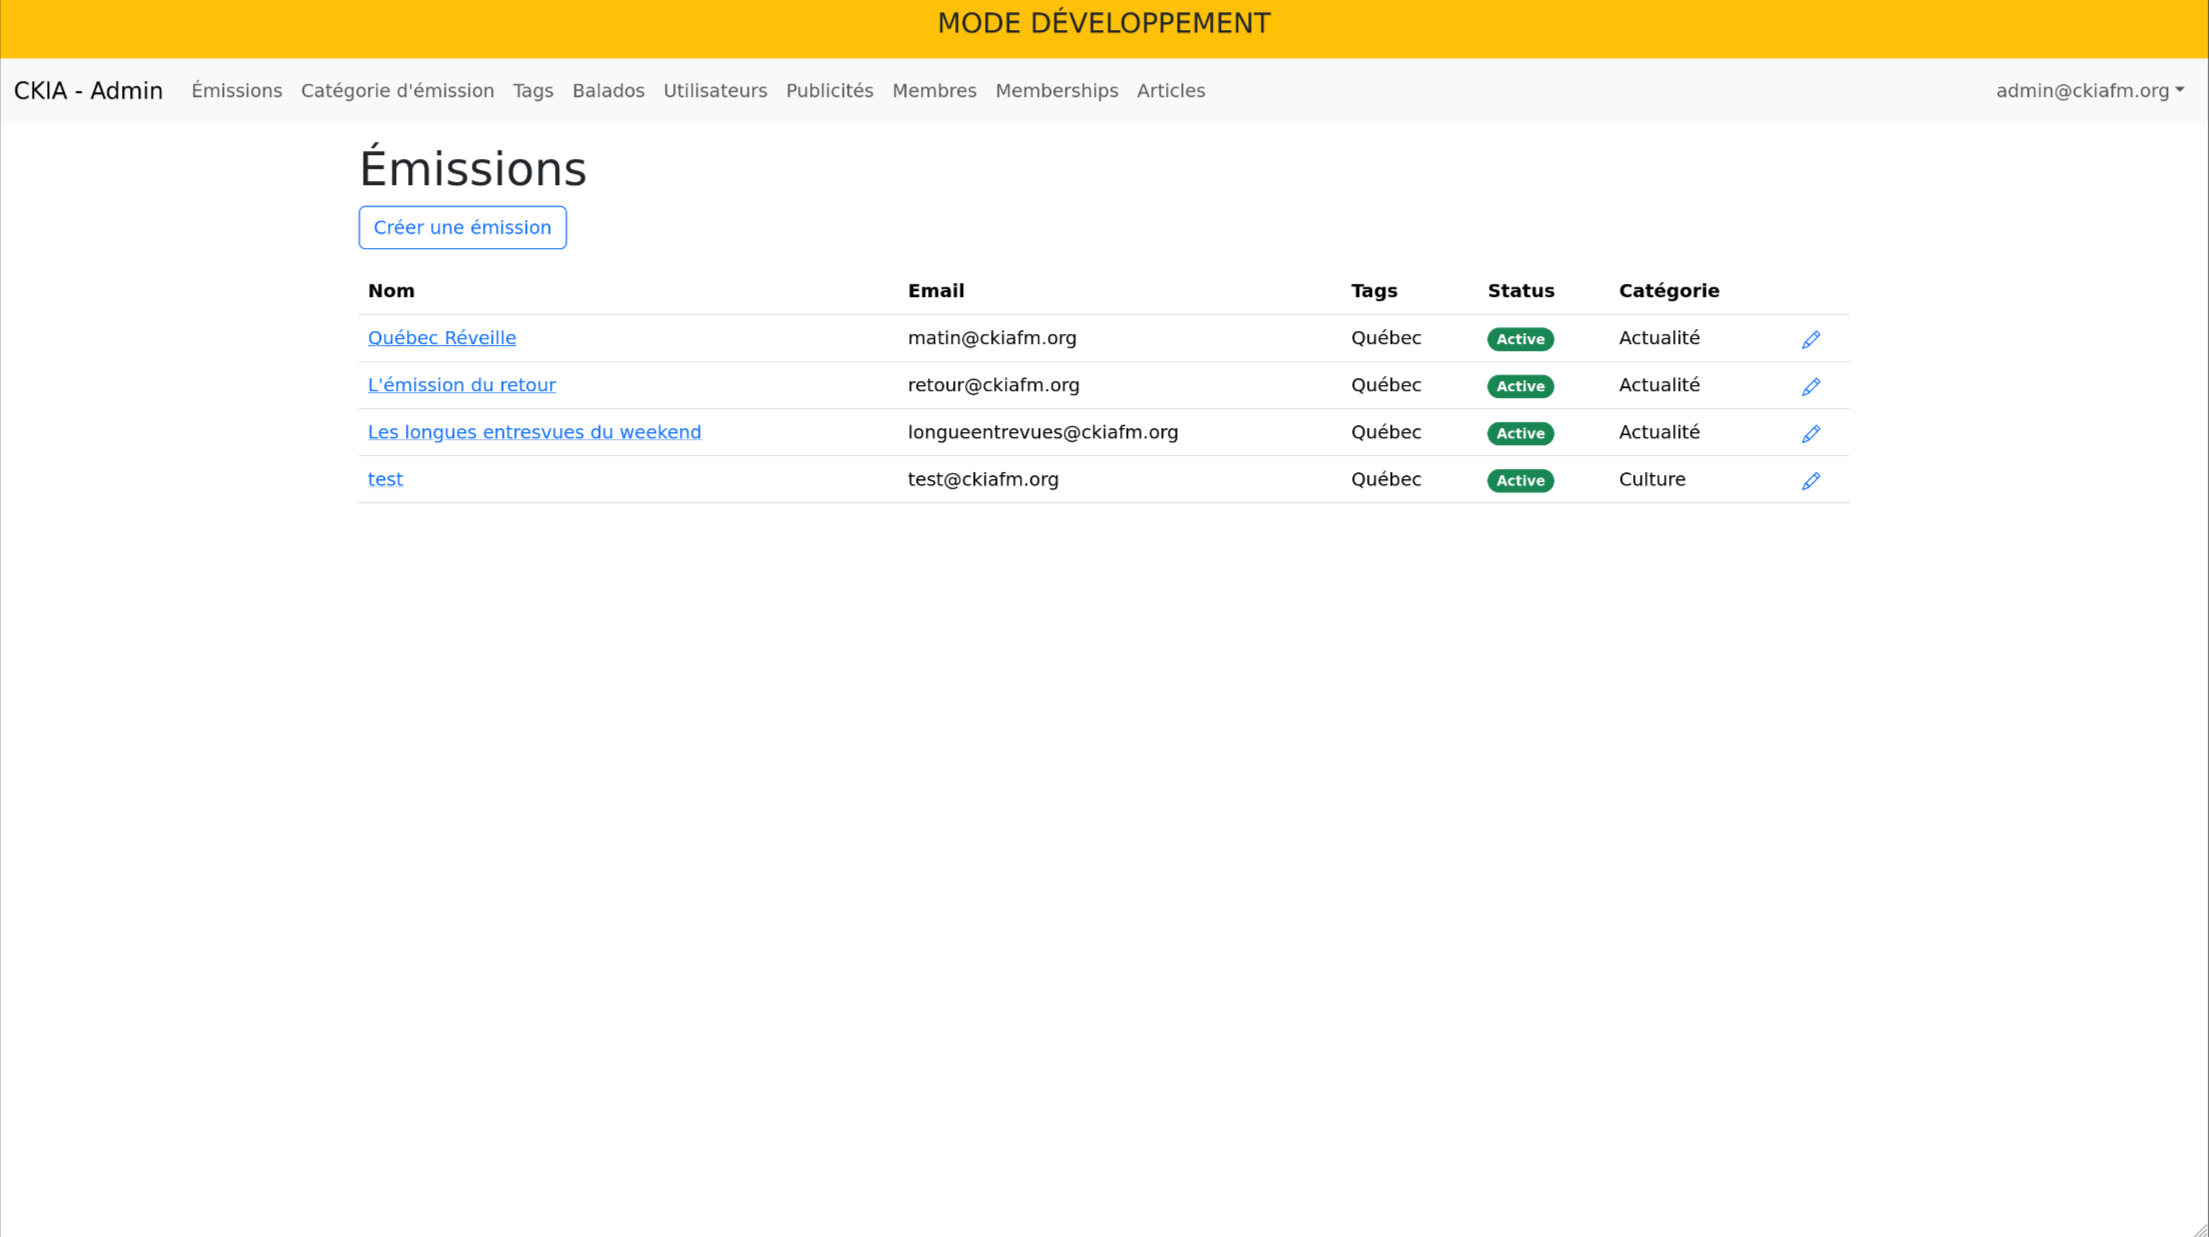 MODE DÉVELOPPEMENT
CKIA - Admin Émissions Catégorie d'émission Tags Balados Utilisateurs Publicités Membres Memberships Articles admin@ckiafm.org
Émissions
Créer une émission
Nom Email Tags Status Catégorie
Québec Réveille matin@ckiafm.org Québec Active Actualité
L'émission du retour retour@ckiafm.org Québec Active Actualité
Les longues entresvues du weekend longueentrevues@ckiafm.org Québec Active Actualité
test test@ckiafm.org Québec Active Culture